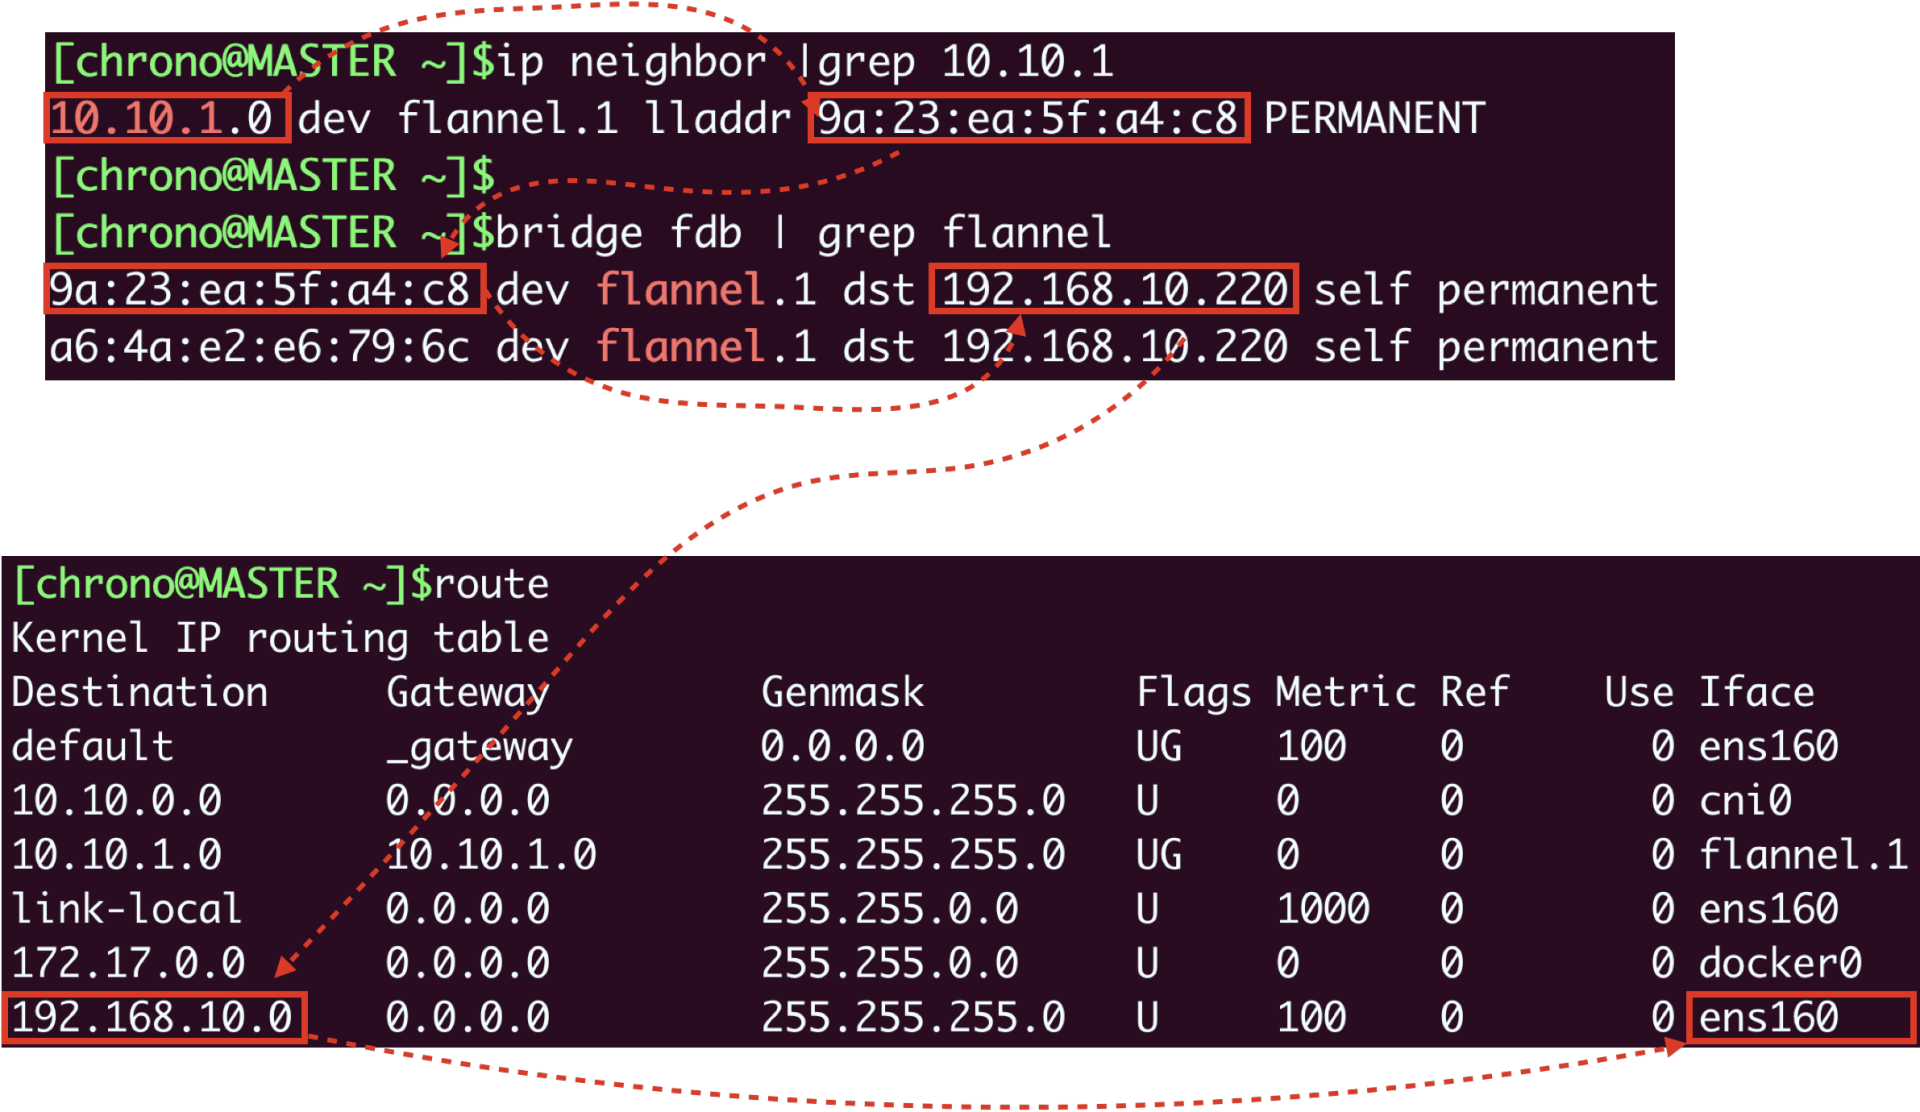 [chrono@MASTER ~]$ip neighbor |grep 10.10.1
10.10.1.0 dev flannel.1 lladdr 9a:23:ea:5f:a4:c8 PERMANENT
[chrono@MASTER ~]$
[chrono@MASTER ~]$bridge fdb | grep flannel
9a:23:ea:5f:a4:c8 dev flannel.1 dst 192.168.10.220 self permanent
a6:4a:e2:e6:79:6c dev flannel.1 dst 192.168.10.220 self permanent
[chrono@MASTER ~]$route
Kernel IP routing table
Destination     Gateway         Genmask         Flags Metric Ref    Use Iface
default         _gateway        0.0.0.0         UG    100    0        0 ens160
10.10.0.0       0.0.0.0         255.255.255.0   U     0      0        0 cni0
10.10.1.0       10.10.1.0       255.255.255.0   UG    0      0        0 flannel.1
link-local      0.0.0.0         255.255.0.0     U     1000   0        0 ens160
172.17.0.0      0.0.0.0         255.255.0.0     U     0      0        0 docker0
192.168.10.0    0.0.0.0         255.255.255.0   U     100    0        0 ens160